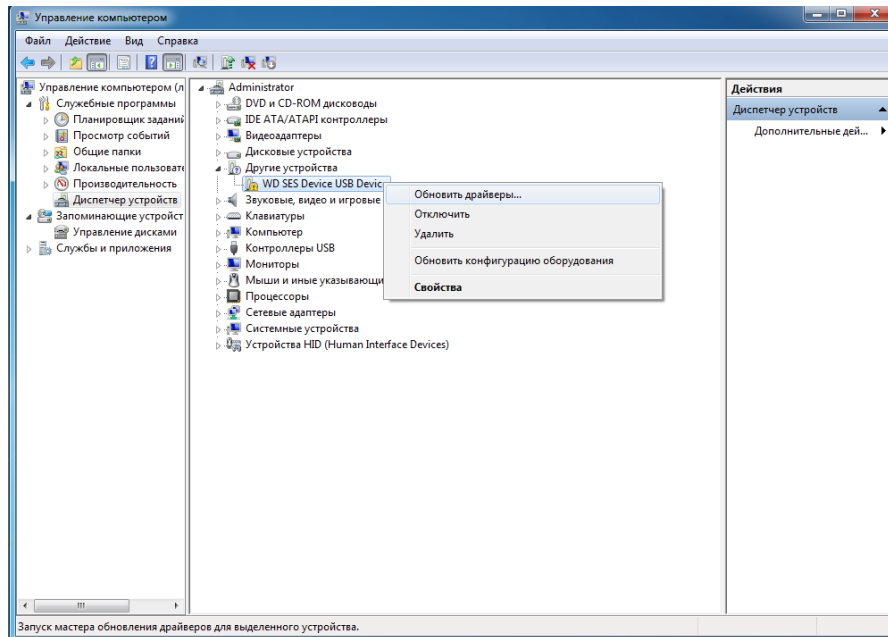 Управление компьютером
Файл Действие Вид Справка
Управление компьютером (л
Служебные программы
Планировщик заданий
Просмотр событий
Общие папки
Локальные пользовате
Производительность
Диспетчер устройств
Запоминающие устройст
Управление дисками
Службы и приложения
Administrator
DVD и CD-ROM дисководы
IDE ATA/ATAPI контроллеры
Видеоадаптеры
Дисковые устройства
Другие устройства
WD SES Device USB Devic
Звуковые, видео и игровые
Клавиатуры
Компьютер
Контроллеры USB
Мониторы
Мыши и иные указывающи
Процессоры
Сетевые адаптеры
Системные устройства
Устройства HID (Human Interface Devices)
Обновить драйверы...
Отключить
Удалить
Обновить конфигурацию оборудования
Свойства
Действия
Диспетчер устройств
Дополнительные дей...
Запуск мастера обновления драйверов для выделенного устройства.